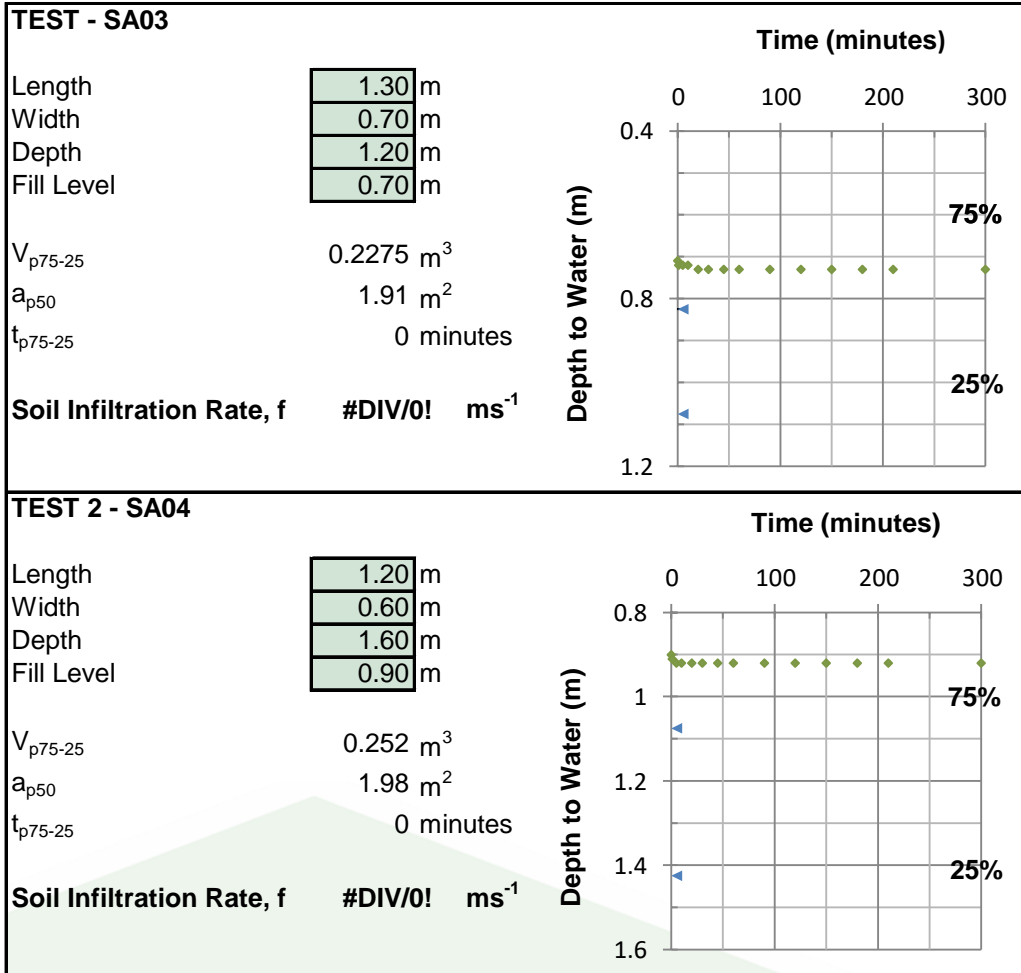 TEST - SA03
Length 1.30 m
Width 0.70 m
Depth 1.20 m
Fill Level 0.70 m
Vp75-25 0.2275 m³
ap50 1.91 m²
tp75-25 0 minutes
Soil Infiltration Rate, f #DIV/0! ms⁻¹
Time (minutes)
0 100 200 300
Depth to Water (m)
0.4
75%
0.8
25%
1.2
TEST 2 - SA04
Length 1.20 m
Width 0.60 m
Depth 1.60 m
Fill Level 0.90 m
Vp75-25 0.252 m³
ap50 1.98 m²
tp75-25 0 minutes
Soil Infiltration Rate, f #DIV/0! ms⁻¹
Time (minutes)
0 100 200 300
Depth to Water (m)
0.8
1 75%
1.2
1.4 25%
1.6